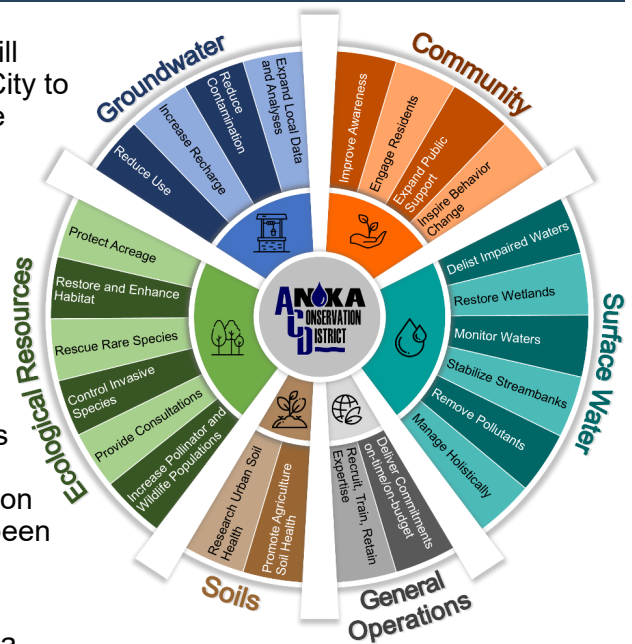 ill
City to
e
s
on
been
a
Groundwater
Reduce Use
Increase Recharge
Reduce
Contamination
Expand Local Data
and Analyses
Community
Improve Awareness
Engage Residents
Expand Public
Support
Inspire Behavior
Change
Surface Water
Delist Impaired Waters
Restore Wetlands
Monitor Waters
Stabilize Streambanks
Remove Pollutants
Manage Holistically
General
Operations
Deliver Commitments
on-time/on-budget
Recruit, Train, Retain
Expertise
Soils
Promote Agriculture
Soil Health
Research Urban Soil
Health
Ecological Resources
Protect Acreage
Restore and Enhance
Habitat
Rescue Rare Species
Control Invasive
Species
Provide Consultations
Increase Pollinator and
Wildlife Populations
ANOKA
CONSERVATION
DISTRICT